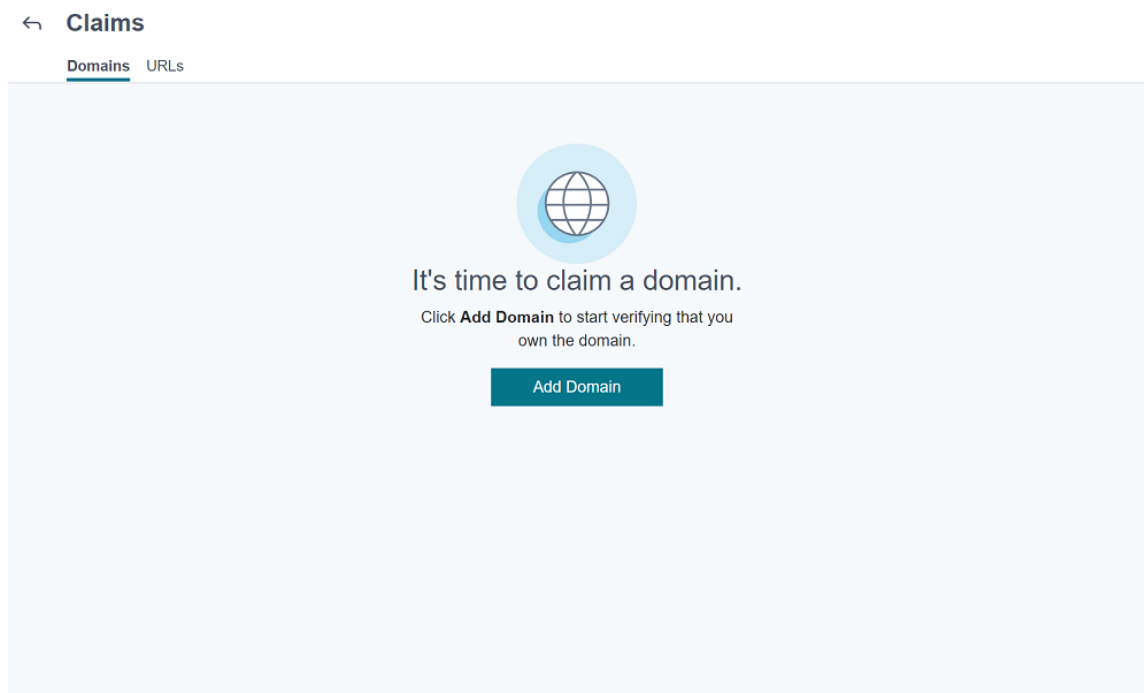 Claims
Domains URLs
It's time to claim a domain.
Click Add Domain to start verifying that you
own the domain.
Add Domain